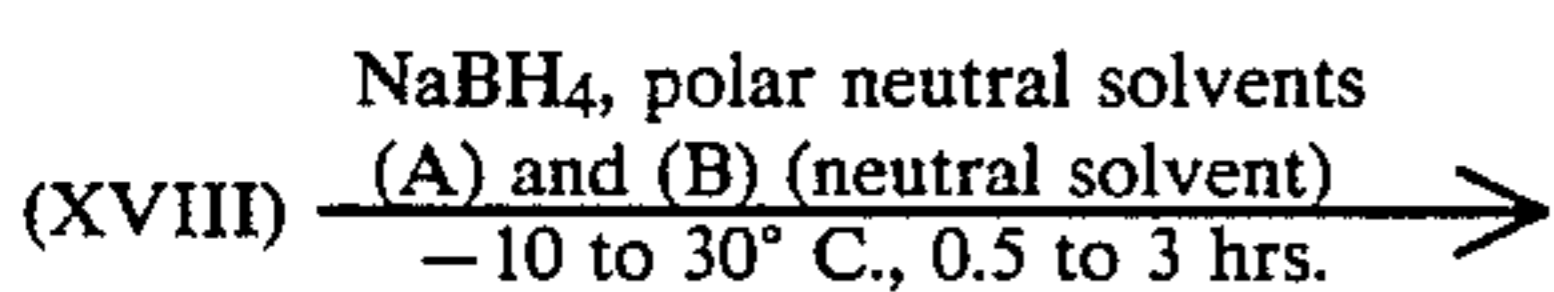 NaBH4, polar neutral solvents
(A) and (B) (neutral solvent)
(XVIII)
−10 to 30° C., 0.5 to 3 hrs.